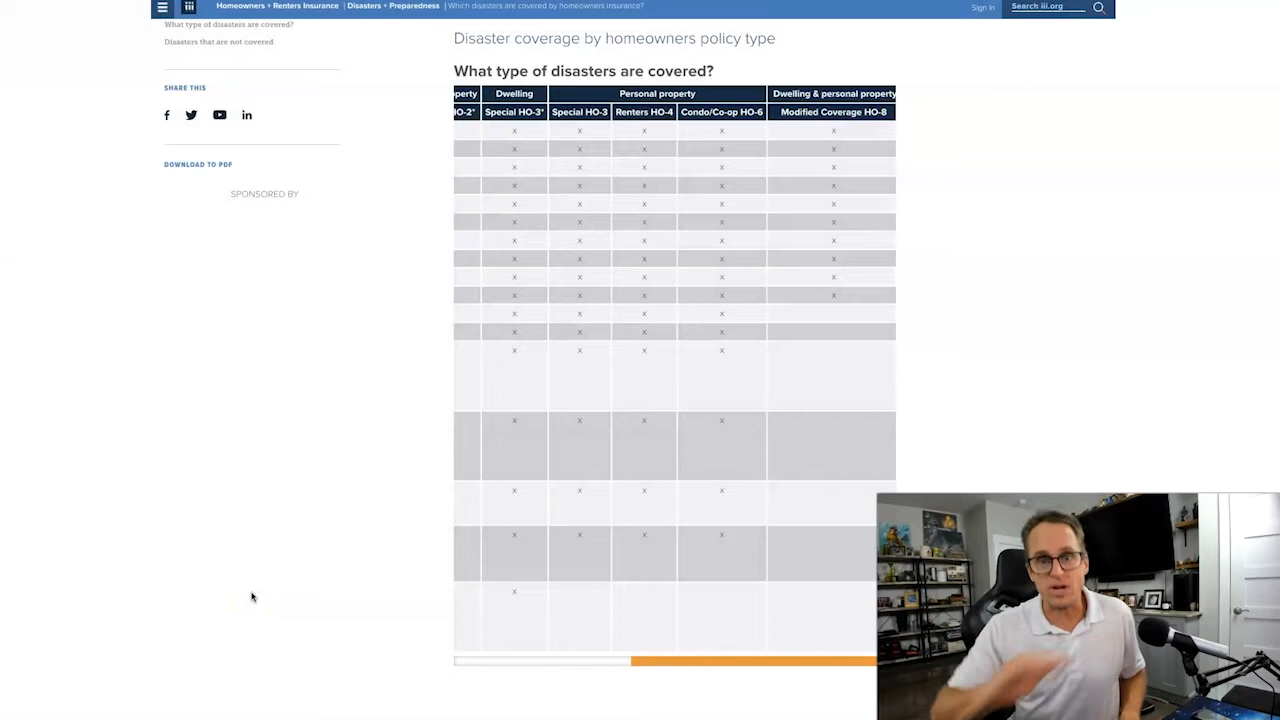 Homeowners + Renters Insurance | Disasters + Preparedness | Which disasters are covered by homeowners insurance?
Sign In
Search iii.org
iii
What type of disasters are covered?
Disasters that are not covered
SHARE THIS
DOWNLOAD TO PDF
SPONSORED BY
Disaster coverage by homeowners policy type
What type of disasters are covered?
operty Dwelling Personal property Dwelling & personal property
HO-2* Special HO-3* Special HO-3 Renters HO-4 Condo/Co-op HO-6 Modified Coverage HO-8
x x x x x
x x x x x
x x x x x
x x x x x
x x x x x
x x x x x
x x x x x
x x x x x
x x x x x
x x x x x
x x x x
x x x x
x x x x
x x x x
x x x x
x x x x
x